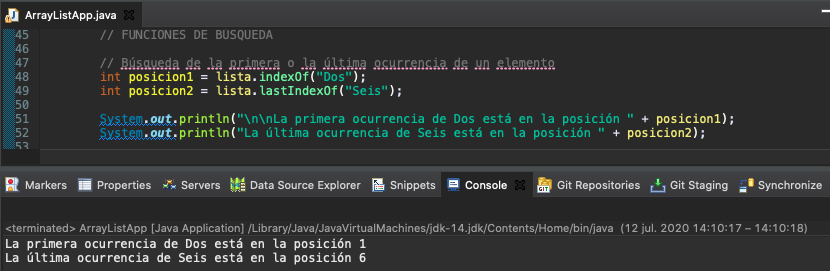 ArrayListApp.java
45 // FUNCIONES DE BUSQUEDA
46
47 // Búsqueda de la primera o la última ocurrencia de un elemento
48 int posicion1 = lista.indexOf("Dos");
49 int posicion2 = lista.lastIndexOf("Seis");
50
51 System.out.println("\n\nLa primera ocurrencia de Dos está en la posición " + posicion1);
52 System.out.println("La última ocurrencia de Seis está en la posición " + posicion2);
53
Markers Properties Servers Data Source Explorer Snippets Console Git Repositories Git Staging Synchronize
<terminated> ArrayListApp [Java Application] /Library/Java/JavaVirtualMachines/jdk-14.jdk/Contents/Home/bin/java (12 jul. 2020 14:10:17 – 14:10:18)
La primera ocurrencia de Dos está en la posición 1
La última ocurrencia de Seis está en la posición 6